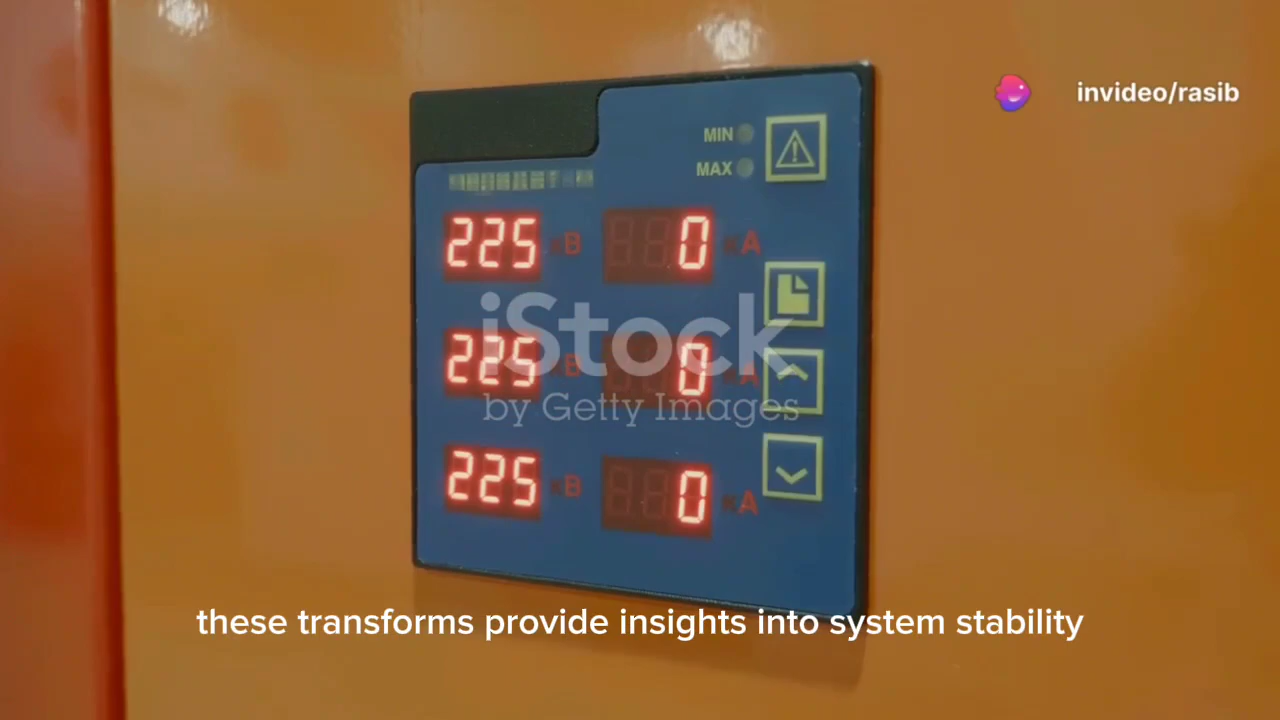 invideo/rasib
MIN
MAX
225 B 0 A
iStock
225 B 0 A
by Getty Images
225 B 0 A
these transforms provide insights into system stability